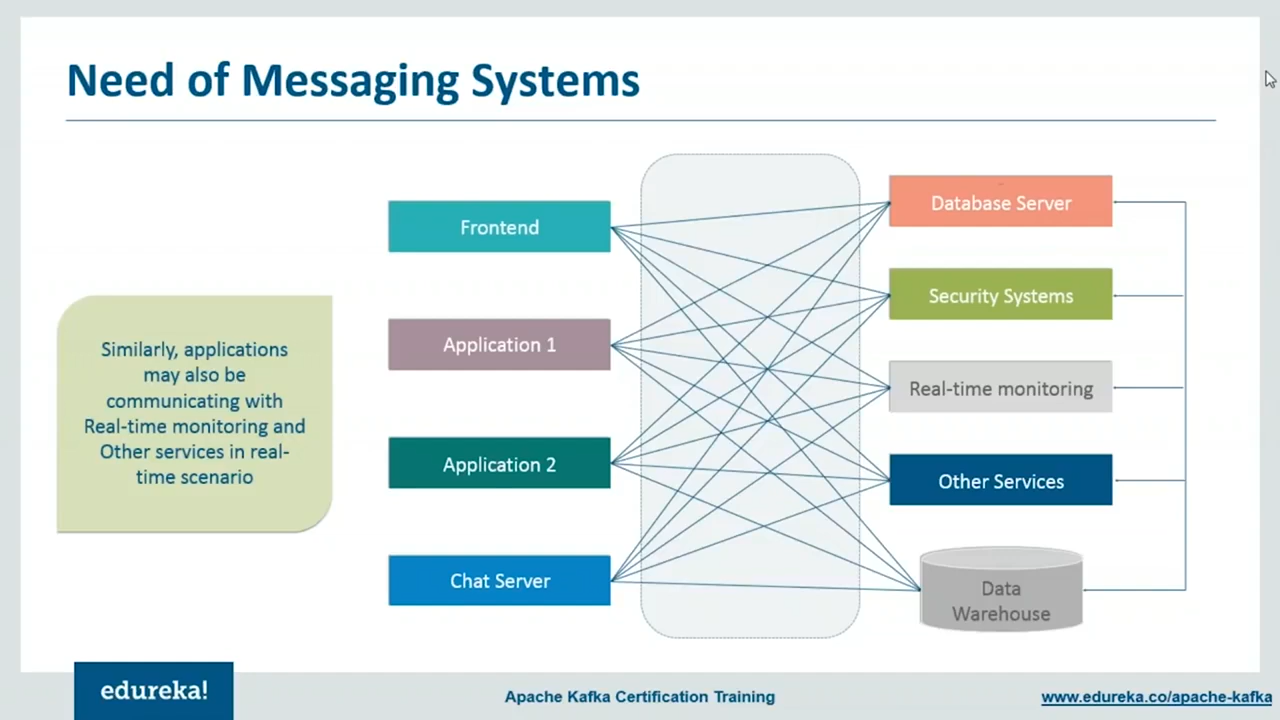 Need of Messaging Systems
Similarly, applications
may also be
communicating with
Real-time monitoring and
Other services in real-
time scenario
Frontend
Application 1
Application 2
Chat Server
Database Server
Security Systems
Real-time monitoring
Other Services
Data
Warehouse
edureka!
Apache Kafka Certification Training
www.edureka.co/apache-kafka